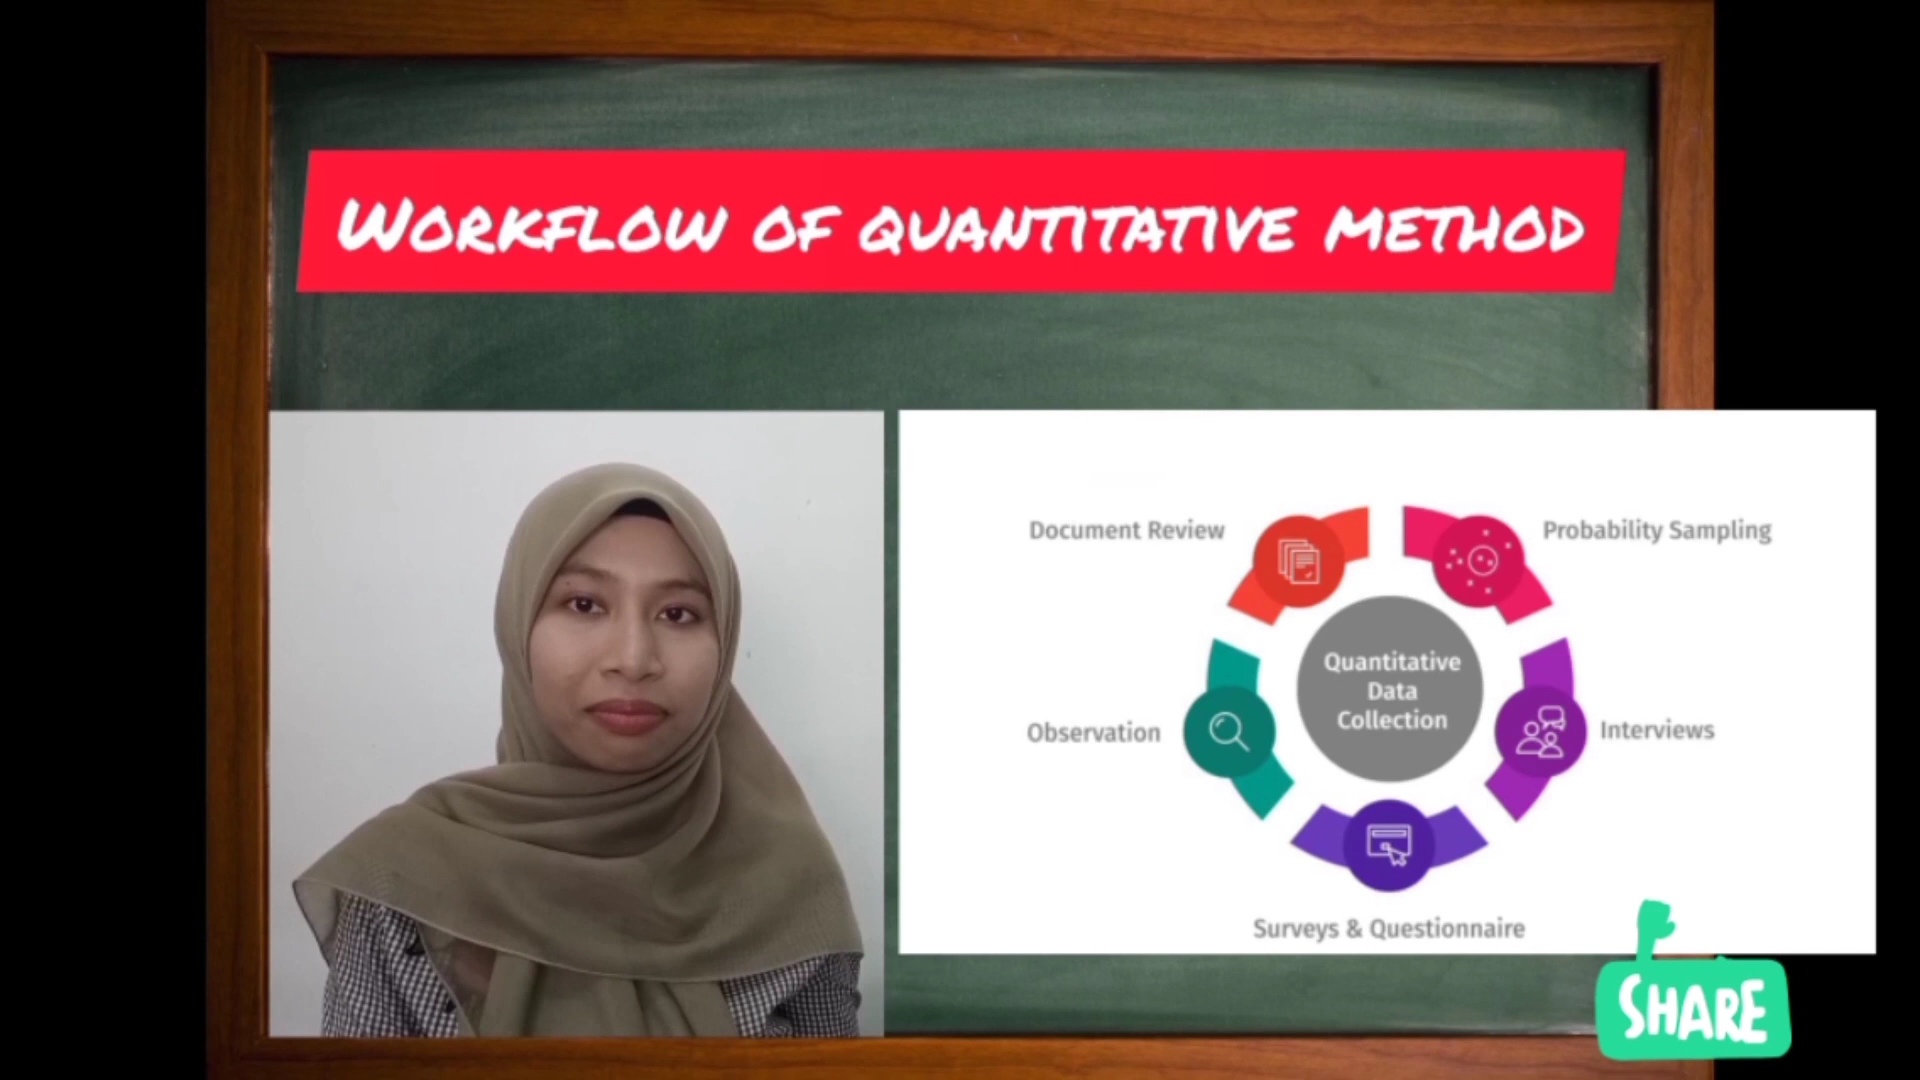 WORKFLOW OF QUANTITATIVE METHOD
Document Review
Probability Sampling
Quantitative
Data
Collection
Observation
Interviews
Surveys & Questionnaire
SHARE